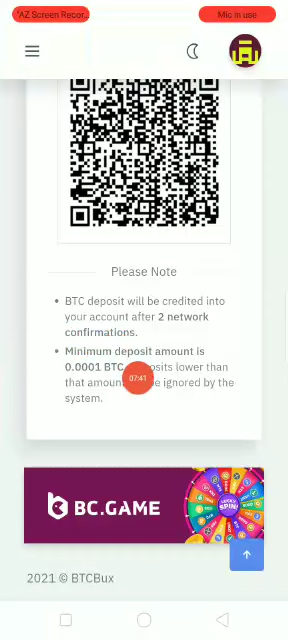 "AZ Screen Recor..
Mic in use
Please Note
• BTC deposit will be credited into
your account after 2 network
confirmations.
• Minimum deposit amount is
0.0001 BTC. lower than
that amount be ignored by the
system.
07:41
BC.GAME
LUCKY
SPIN!
2021 © BTCBux